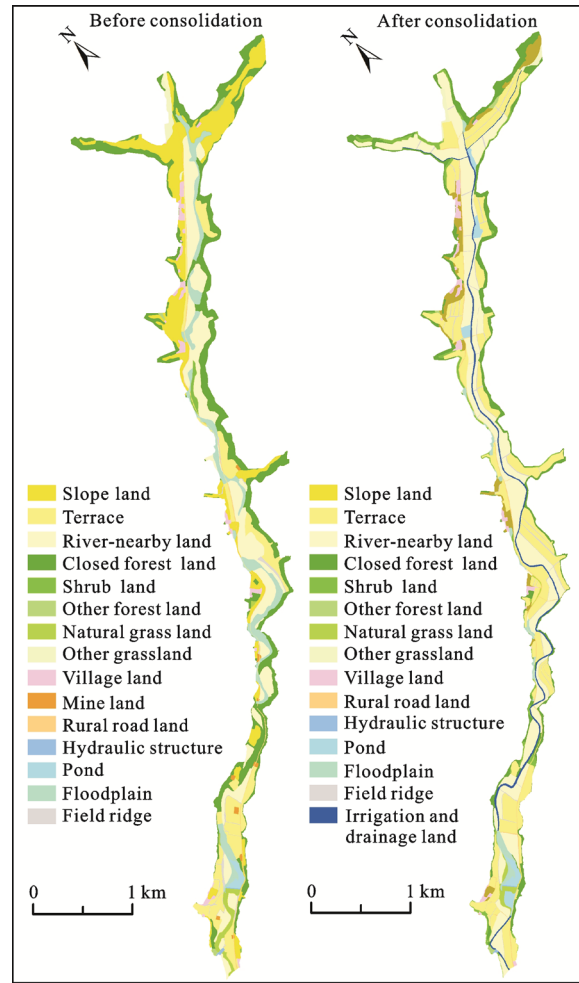 Before consolidation
After consolidation
N
N
Slope land
Terrace
River-nearby land
Closed forest land
Shrub land
Other forest land
Natural grass land
Other grassland
Village land
Mine land
Rural road land
Hydraulic structure
Pond
Floodplain
Field ridge
0 1 km
Slope land
Terrace
River-nearby land
Closed forest land
Shrub land
Other forest land
Natural grass land
Other grassland
Village land
Rural road land
Hydraulic structure
Pond
Floodplain
Field ridge
Irrigation and
drainage land
0 1 km